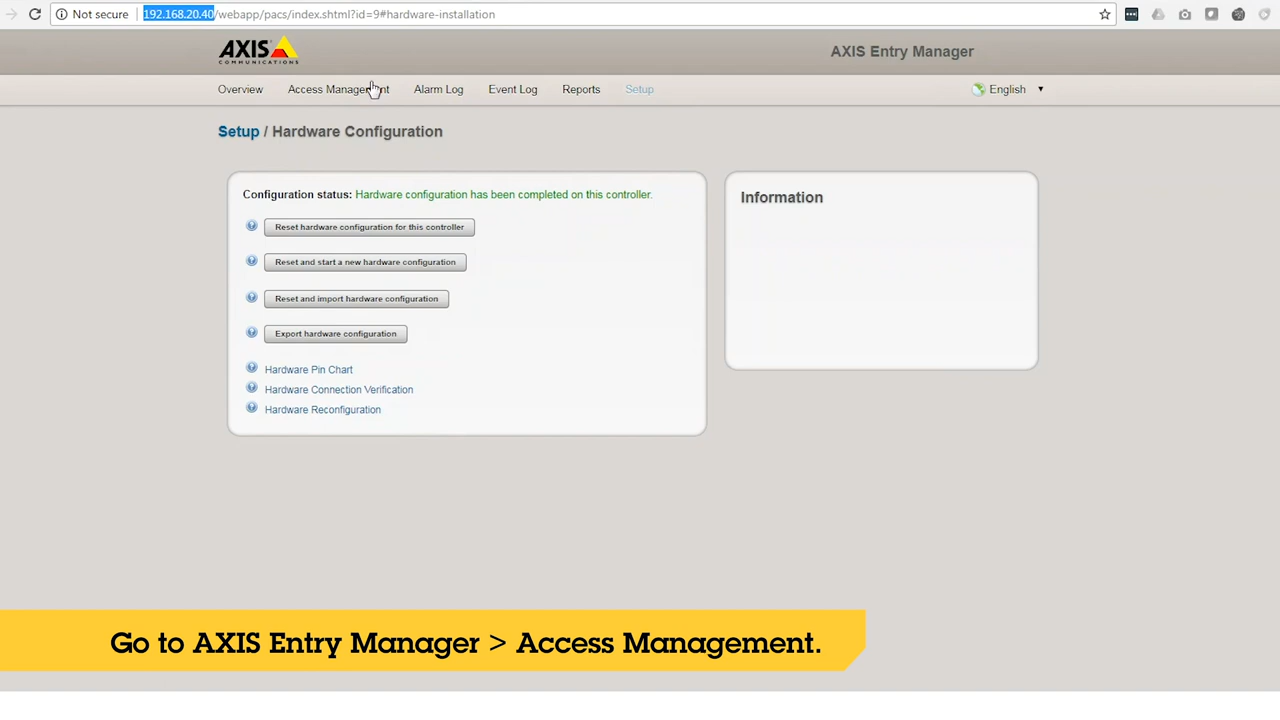 Not secure | 192.168.20.40/webapp/pacs/index.shtml?id=9#hardware-installation
AXIS
COMMUNICATIONS
AXIS Entry Manager
Overview Access Management Alarm Log Event Log Reports Setup English
Setup / Hardware Configuration
Configuration status: Hardware configuration has been completed on this controller.
Reset hardware configuration for this controller
Reset and start a new hardware configuration
Reset and import hardware configuration
Export hardware configuration
Hardware Pin Chart
Hardware Connection Verification
Hardware Reconfiguration
Information
Go to AXIS Entry Manager > Access Management.